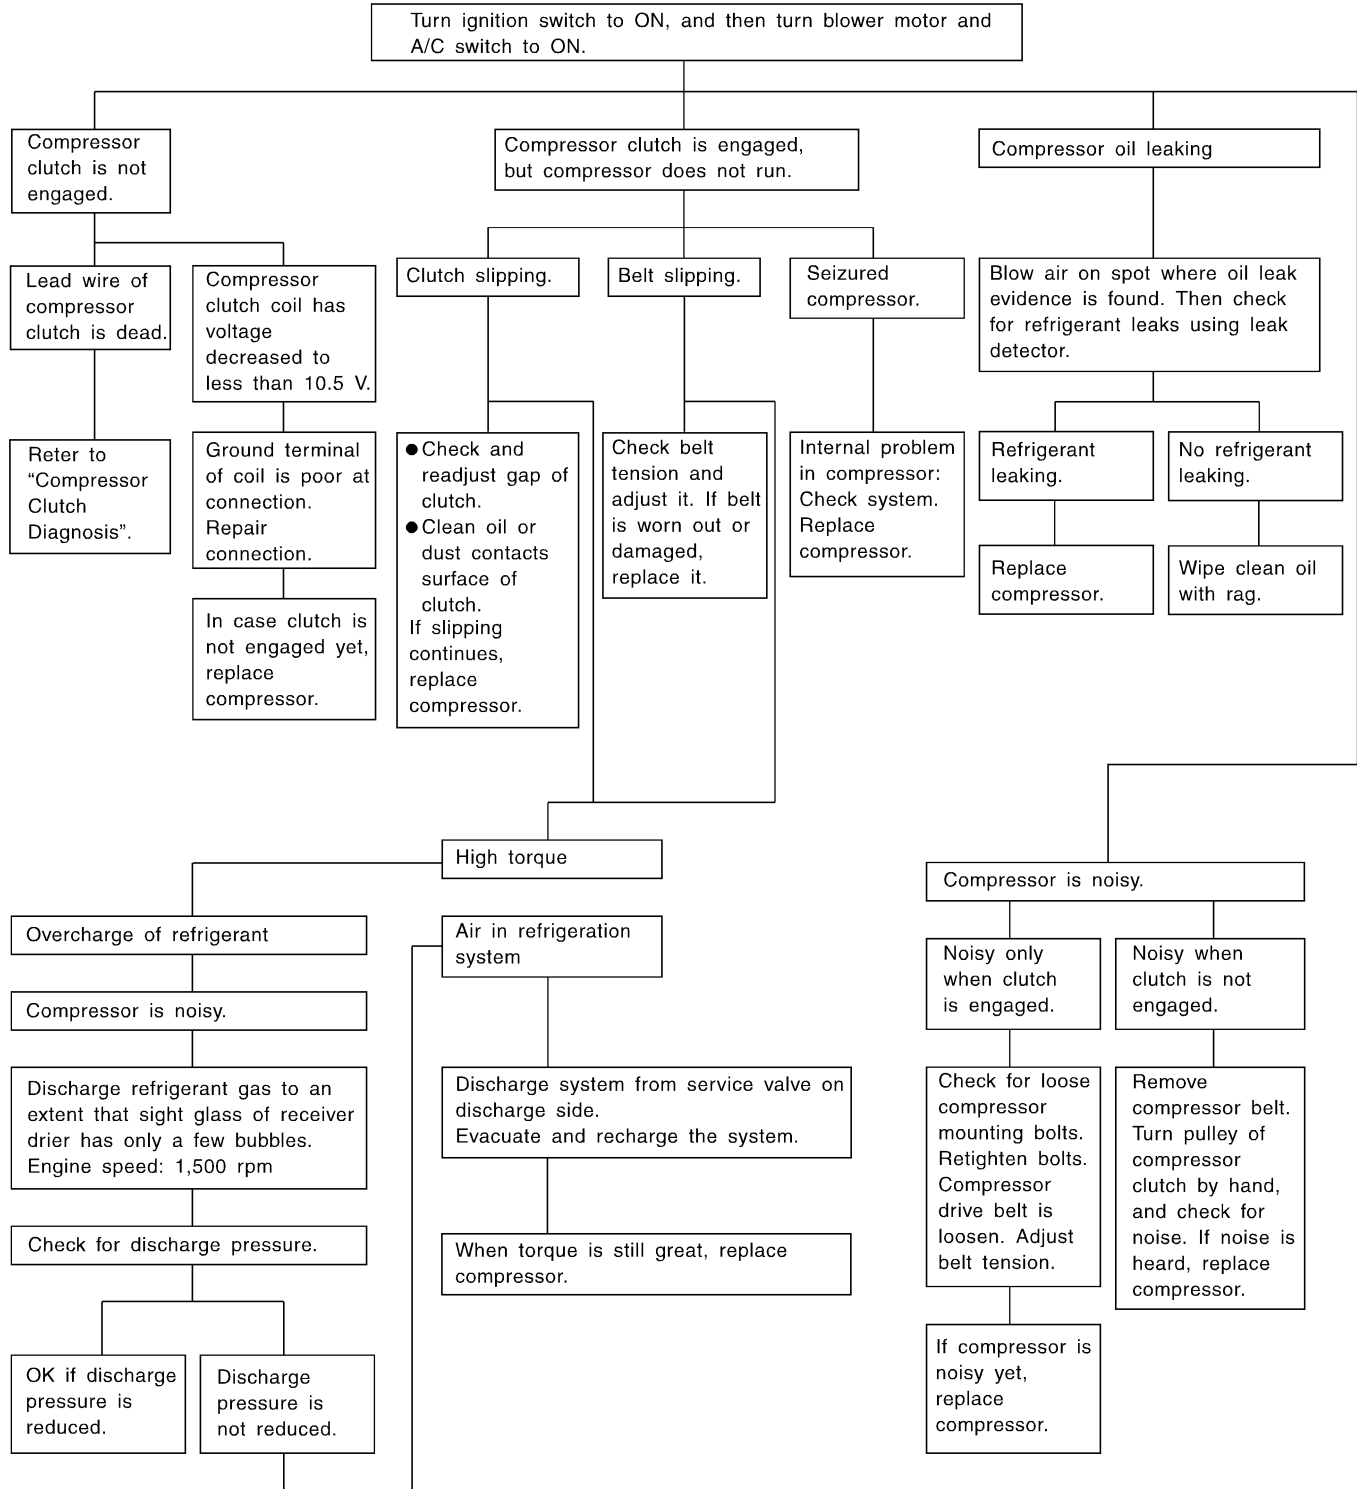 Turn ignition switch to ON, and then turn blower motor and
A/C switch to ON.
Compressor
clutch is not
engaged.
Compressor clutch is engaged,
but compressor does not run.
Compressor oil leaking
Lead wire of
compressor
clutch is dead.
Compressor
clutch coil has
voltage
decreased to
less than 10.5 V.
Clutch slipping.
Belt slipping.
Seizured
compressor.
Blow air on spot where oil leak
evidence is found. Then check
for refrigerant leaks using leak
detector.
Reter to
“Compressor
Clutch
Diagnosis”.
Ground terminal
of coil is poor at
connection.
Repair
connection.
● Check and
readjust gap of
clutch.
● Clean oil or
dust contacts
surface of
clutch.
If slipping
continues,
replace
compressor.
Check belt
tension and
adjust it. If belt
is worn out or
damaged,
replace it.
Internal problem
in compressor:
Check system.
Replace
compressor.
Refrigerant
leaking.
No refrigerant
leaking.
Replace
compressor.
Wipe clean oil
with rag.
In case clutch is
not engaged yet,
replace
compressor.
High torque
Compressor is noisy.
Overcharge of refrigerant
Air in refrigeration
system
Noisy only
when clutch
is engaged.
Noisy when
clutch is not
engaged.
Compressor is noisy.
Discharge refrigerant gas to an
extent that sight glass of receiver
drier has only a few bubbles.
Engine speed: 1,500 rpm
Discharge system from service valve on
discharge side.
Evacuate and recharge the system.
Check for loose
compressor
mounting bolts.
Retighten bolts.
Compressor
drive belt is
loosen. Adjust
belt tension.
Remove
compressor belt.
Turn pulley of
compressor
clutch by hand,
and check for
noise. If noise is
heard, replace
compressor.
Check for discharge pressure.
When torque is still great, replace
compressor.
OK if discharge
pressure is
reduced.
Discharge
pressure is
not reduced.
If compressor is
noisy yet,
replace
compressor.